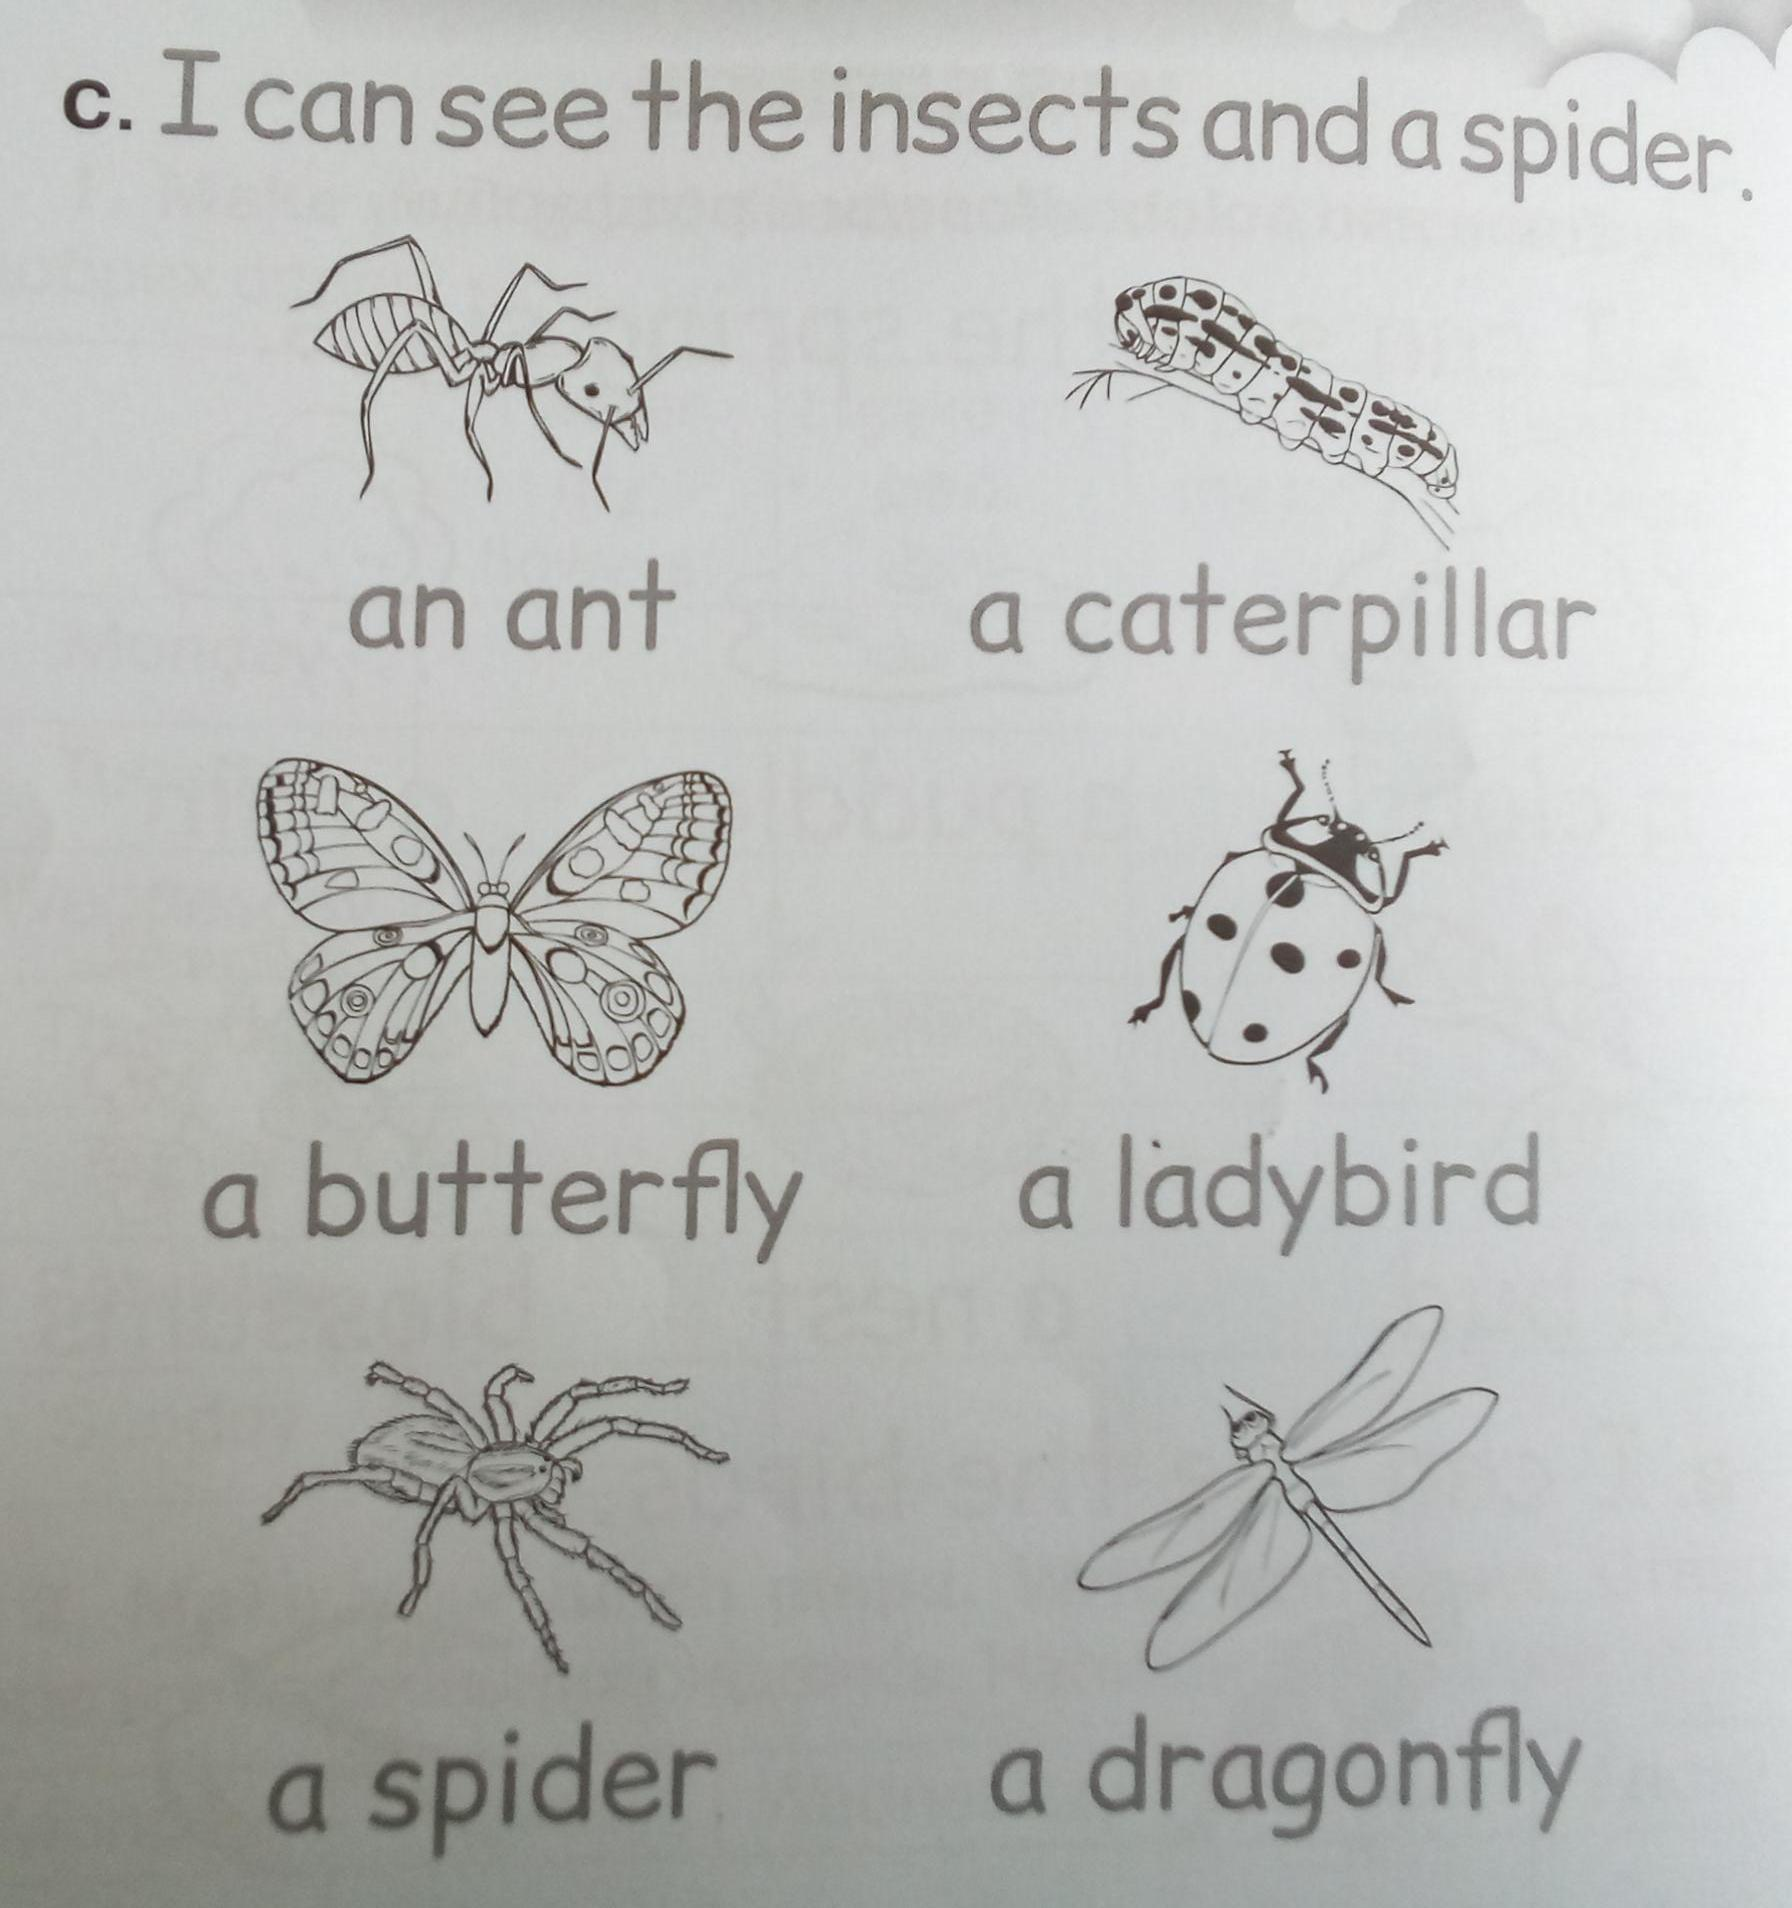 c. I can see the insects and a spider.
an ant
a caterpillar
a butterfly
a ladybird
a spider
a dragonfly